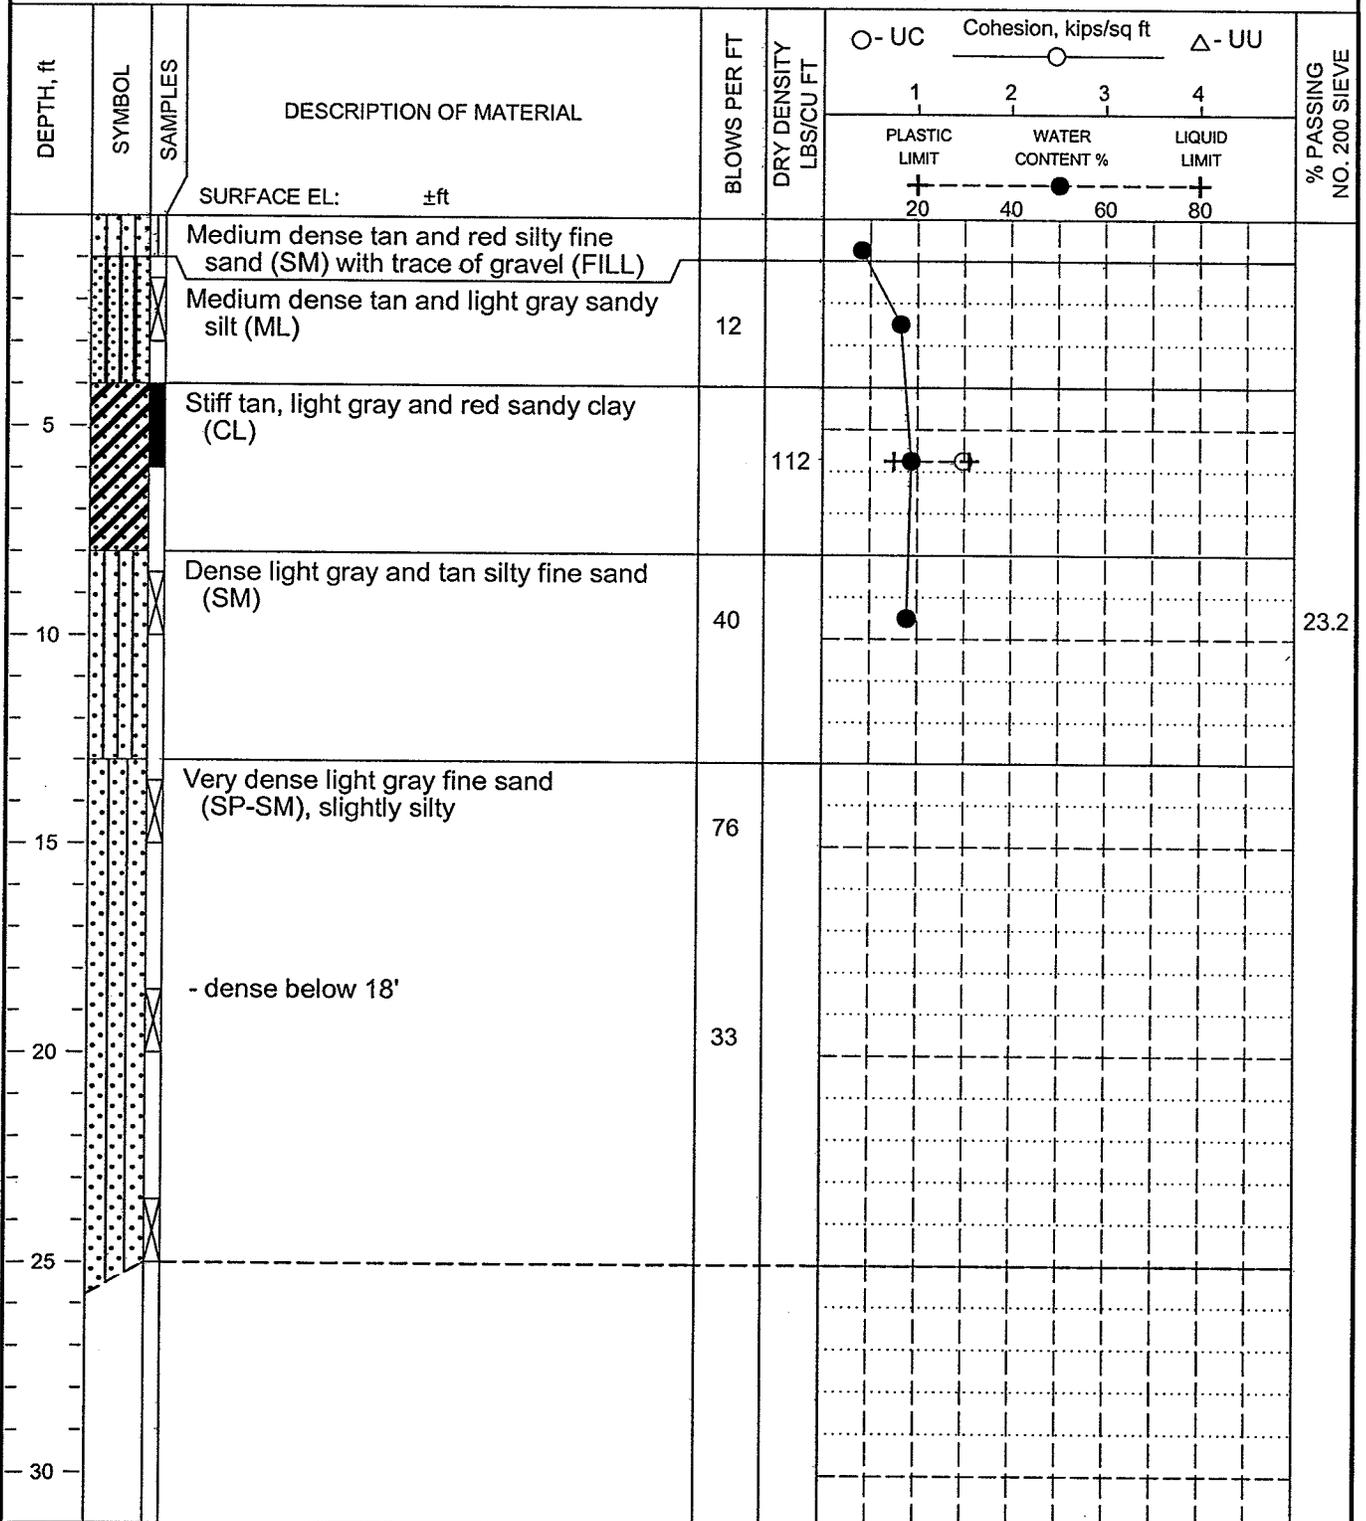 DEPTH, ft
SYMBOL
SAMPLES
DESCRIPTION OF MATERIAL
SURFACE EL: ±ft
BLOWS PER FT
DRY DENSITY
LBS/CU FT
- UC
Cohesion, kips/sq ft
- UU
1 2 3 4
PLASTIC
LIMIT
WATER
CONTENT %
LIQUID
LIMIT
20 40 60 80
% PASSING
NO. 200 SIEVE
Medium dense tan and red silty fine
sand (SM) with trace of gravel (FILL)
Medium dense tan and light gray sandy
silt (ML)
12
Stiff tan, light gray and red sandy clay
(CL)
5
112
Dense light gray and tan silty fine sand
(SM)
40
23.2
10
Very dense light gray fine sand
(SP-SM), slightly silty
76
15
- dense below 18'
33
20
25
30